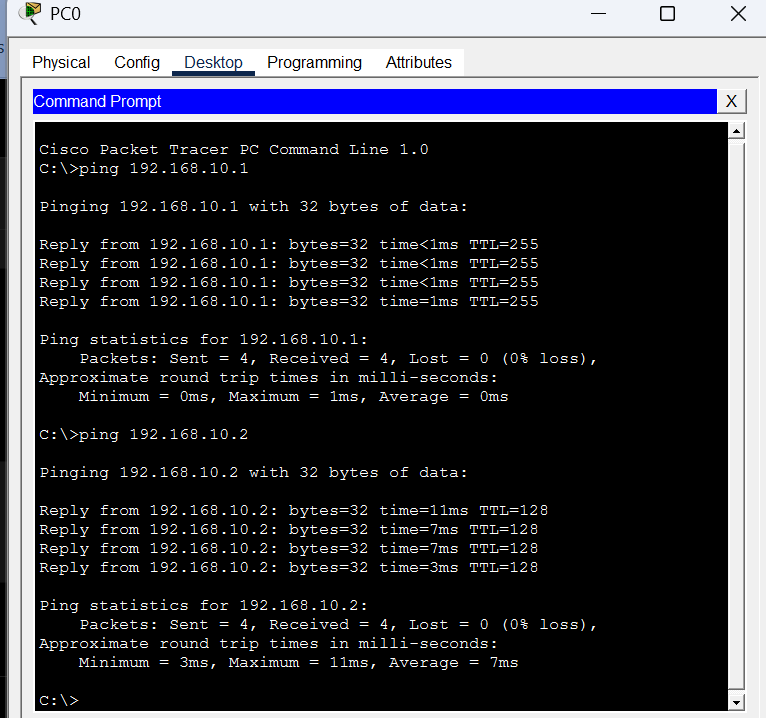 PC0
Physical Config Desktop Programming Attributes
Command Prompt
X
Cisco Packet Tracer PC Command Line 1.0
C:\>ping 192.168.10.1
Pinging 192.168.10.1 with 32 bytes of data:
Reply from 192.168.10.1: bytes=32 time<1ms TTL=255
Reply from 192.168.10.1: bytes=32 time<1ms TTL=255
Reply from 192.168.10.1: bytes=32 time<1ms TTL=255
Reply from 192.168.10.1: bytes=32 time=1ms TTL=255
Ping statistics for 192.168.10.1:
Packets: Sent = 4, Received = 4, Lost = 0 (0% loss),
Approximate round trip times in milli-seconds:
Minimum = 0ms, Maximum = 1ms, Average = 0ms
C:\>ping 192.168.10.2
Pinging 192.168.10.2 with 32 bytes of data:
Reply from 192.168.10.2: bytes=32 time=11ms TTL=128
Reply from 192.168.10.2: bytes=32 time=7ms TTL=128
Reply from 192.168.10.2: bytes=32 time=7ms TTL=128
Reply from 192.168.10.2: bytes=32 time=3ms TTL=128
Ping statistics for 192.168.10.2:
Packets: Sent = 4, Received = 4, Lost = 0 (0% loss),
Approximate round trip times in milli-seconds:
Minimum = 3ms, Maximum = 11ms, Average = 7ms
C:\>